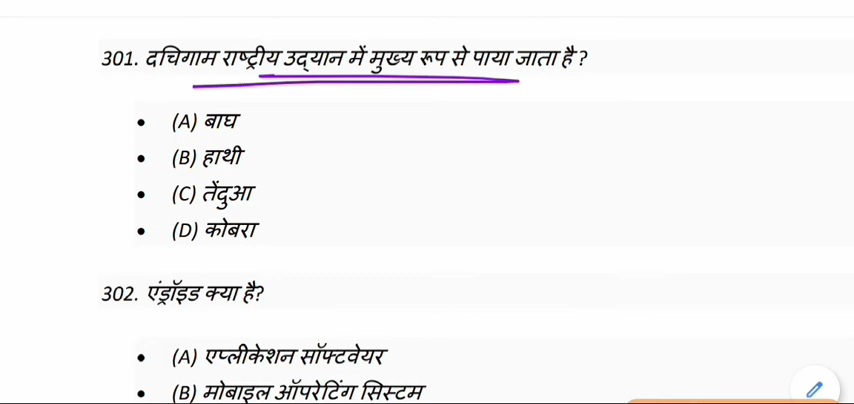 301. दचिगाम राष्ट्रीय उद्यान में मुख्य रूप से पाया जाता है?
• (A) बाघ
• (B) हाथी
• (C) तेंदुआ
• (D) कोबरा
302. एंड्रॉइड क्या है?
• (A) एप्लीकेशन सॉफ्टवेयर
• (B) मोबाइल ऑपरेटिंग सिस्टम